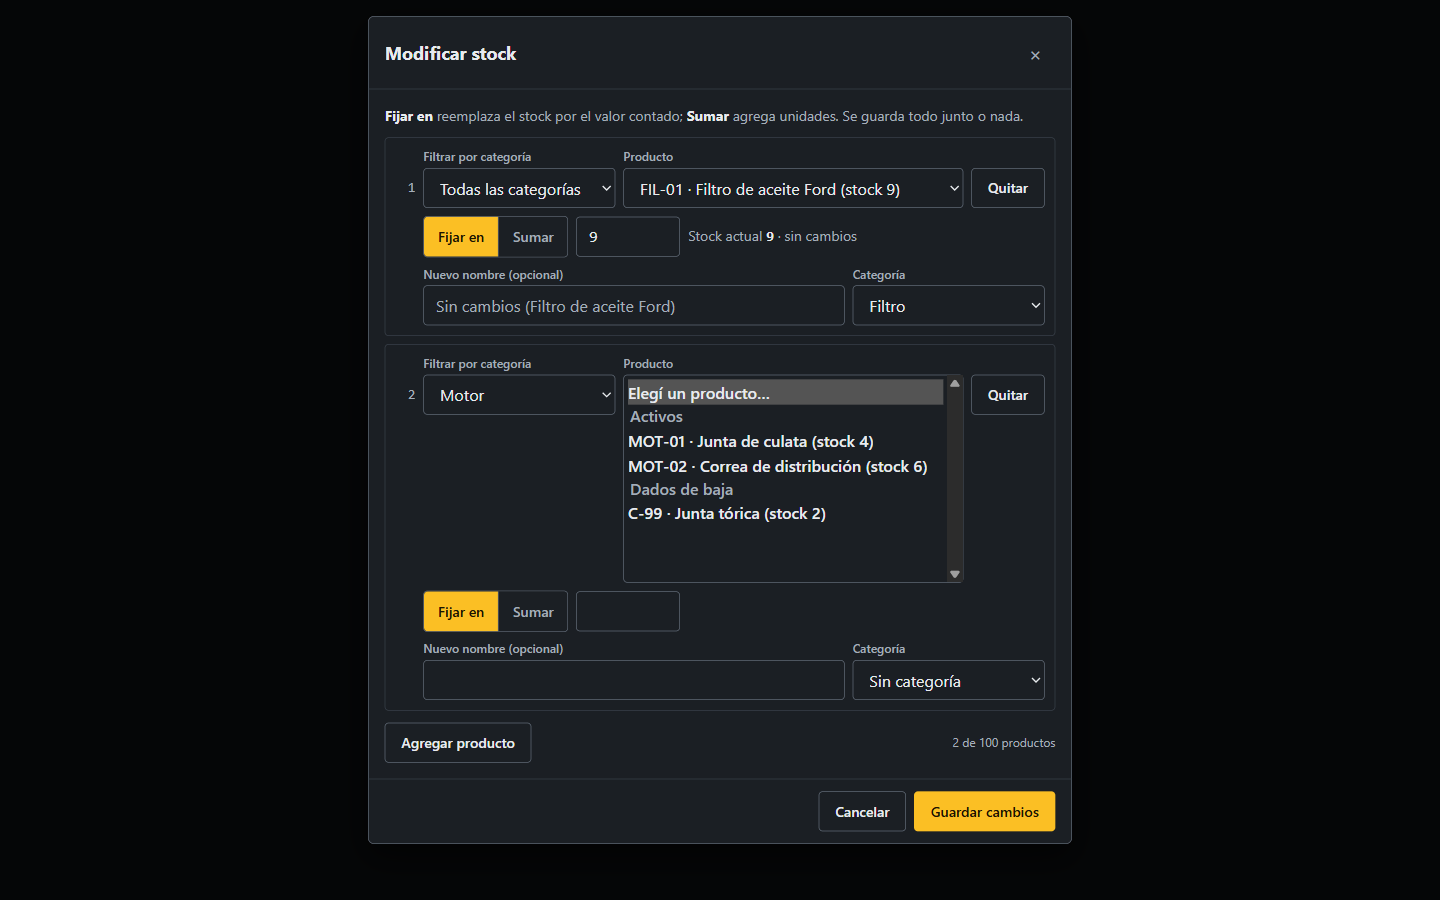 Modificar stock
×
Fijar en reemplaza el stock por el valor contado; Sumar agrega unidades. Se guarda todo junto o nada.
Filtrar por categoría
Producto
1
Todas las categorías
FIL-01 · Filtro de aceite Ford (stock 9)
Quitar
Fijar en
Sumar
9
Stock actual 9 · sin cambios
Nuevo nombre (opcional)
Categoría
Sin cambios (Filtro de aceite Ford)
Filtro
Filtrar por categoría
Producto
2
Motor
Elegí un producto...
Activos
MOT-01 · Junta de culata (stock 4)
MOT-02 · Correa de distribución (stock 6)
Dados de baja
C-99 · Junta tórica (stock 2)
Quitar
Fijar en
Sumar
Nuevo nombre (opcional)
Categoría
Sin categoría
Agregar producto
2 de 100 productos
Cancelar
Guardar cambios